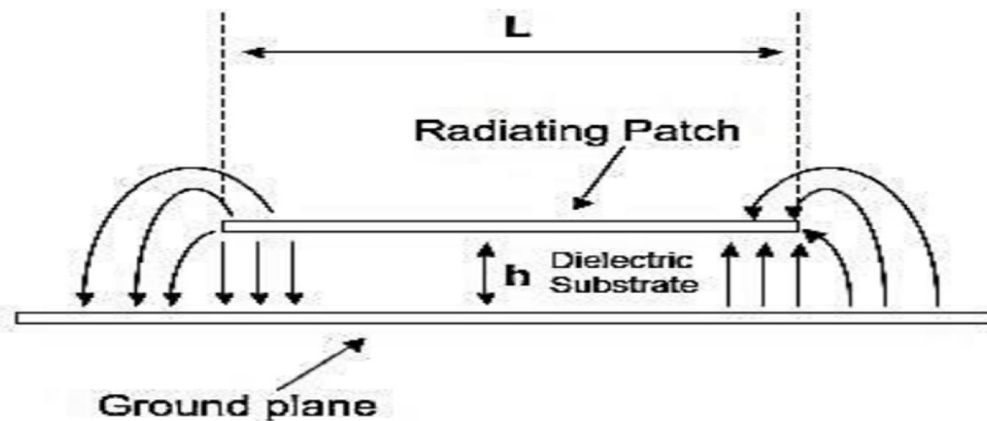 L
Radiating Patch
h
Dielectric
Substrate
Ground plane